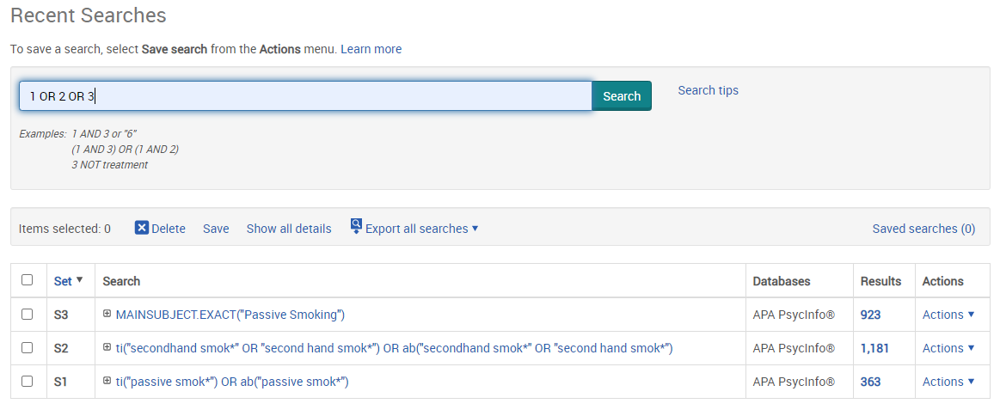 Recent Searches
To save a search, select Save search from the Actions menu. Learn more
1 OR 2 OR 3
Search
Search tips
Examples: 1 AND 3 or "6"
(1 AND 3) OR (1 AND 2)
3 NOT treatment
Items selected: 0 Delete Save Show all details Export all searches Saved searches (0)
Set Search Databases Results Actions
S3 MAINSUBJECT.EXACT("Passive Smoking") APA PsycInfo® 923 Actions
S2 ti("secondhand smok*" OR "second hand smok*") OR ab("secondhand smok*" OR "second hand smok*") APA PsycInfo® 1,181 Actions
S1 ti("passive smok*") OR ab("passive smok*") APA PsycInfo® 363 Actions